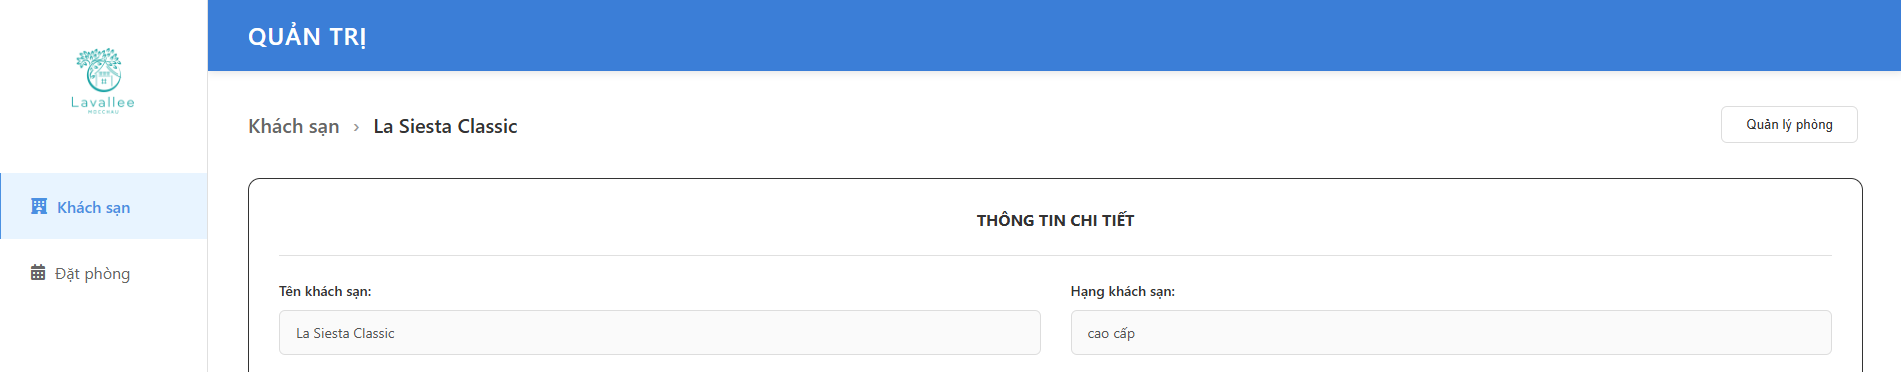 Lavallee
MOCCHAU
QUẢN TRỊ
Khách sạn › La Siesta Classic
Quản lý phòng
Khách sạn
Đặt phòng
THÔNG TIN CHI TIẾT
Tên khách sạn:
La Siesta Classic
Hạng khách sạn:
cao cấp